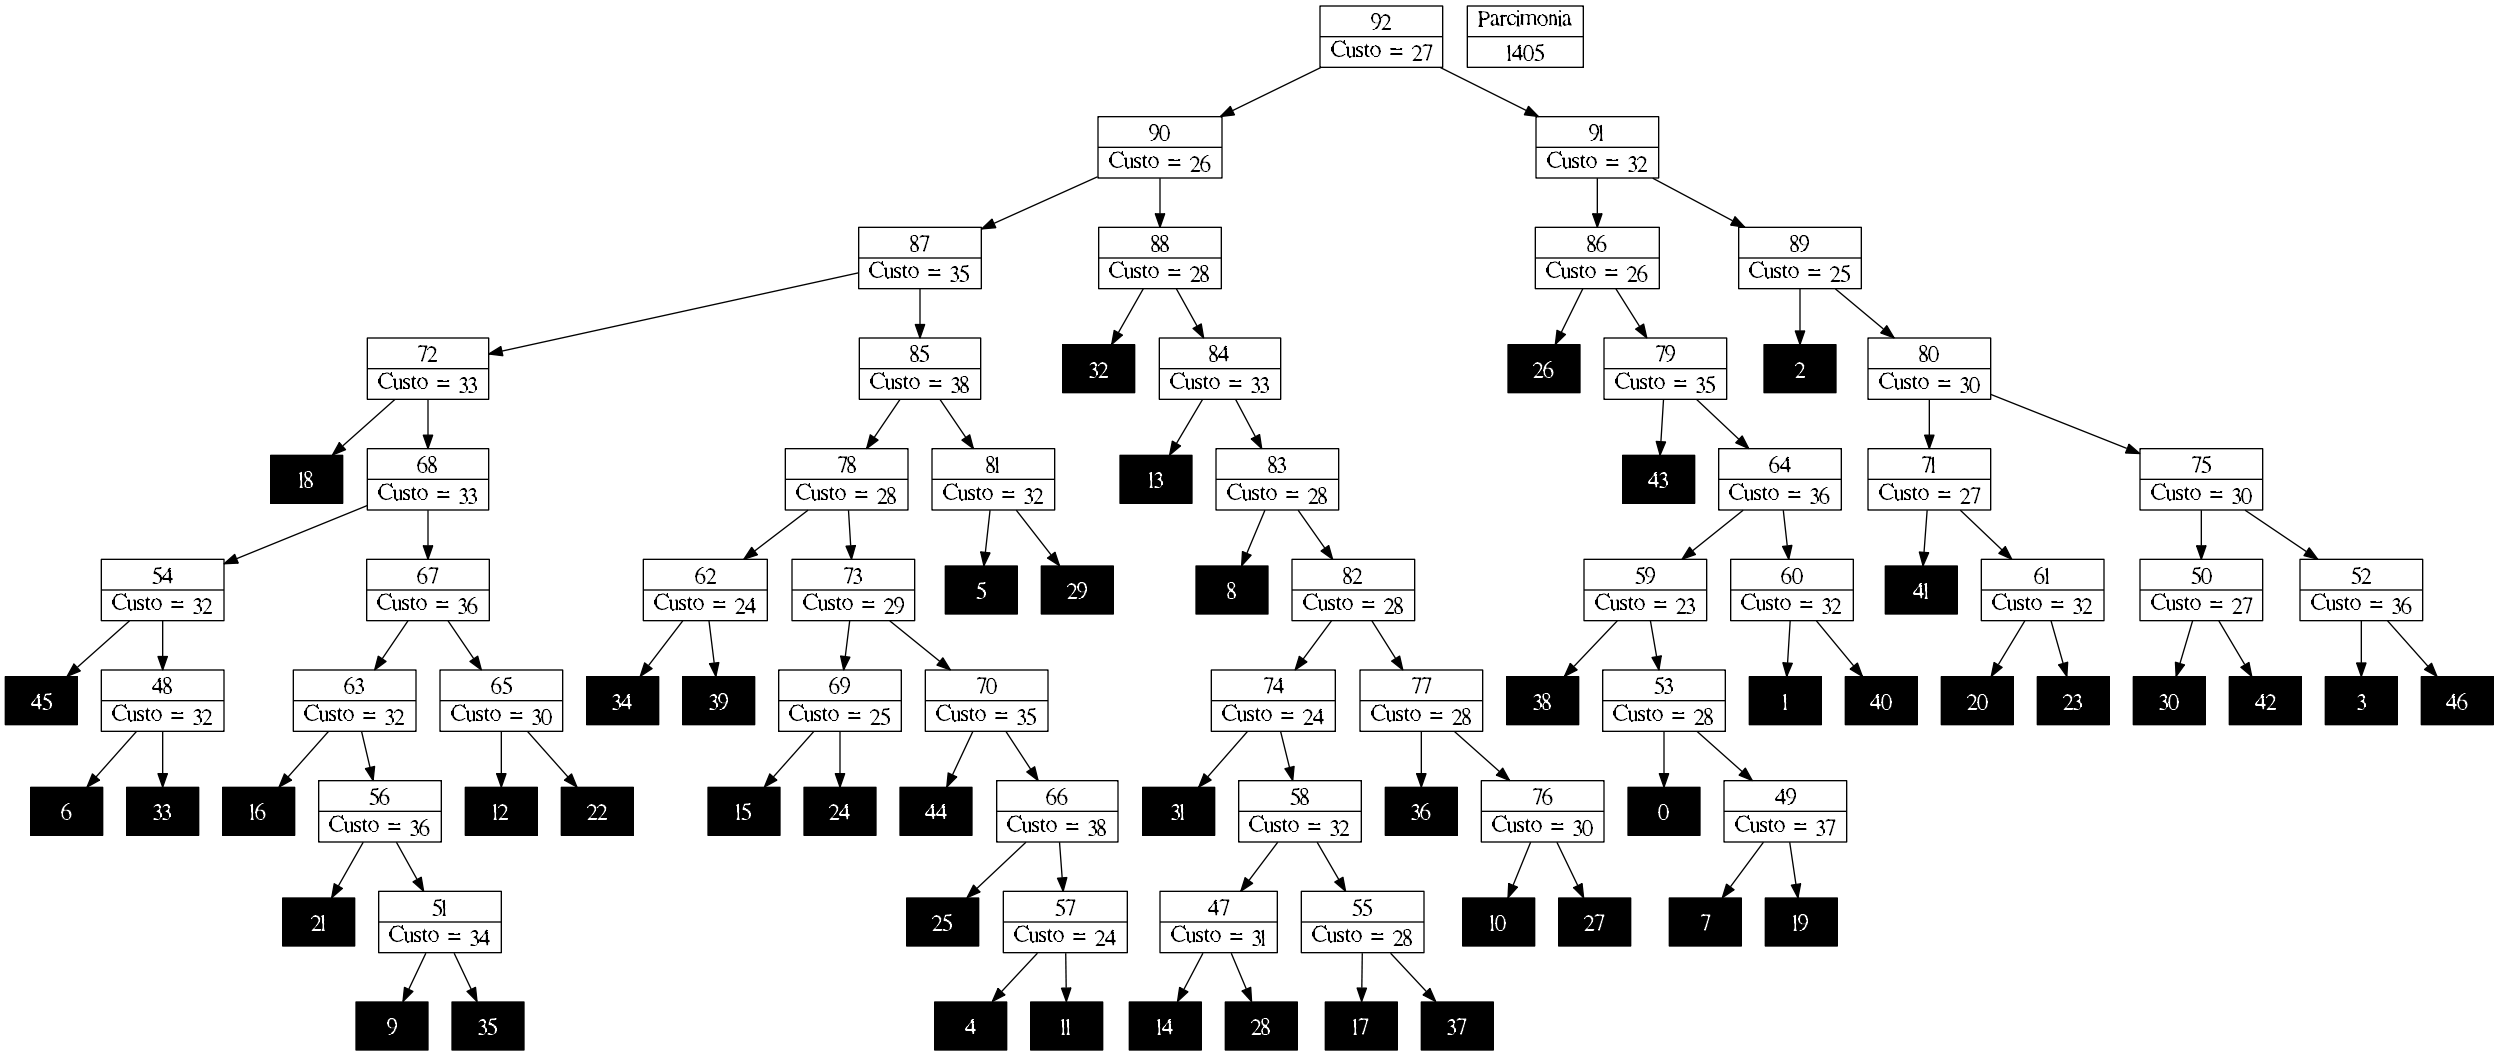 92
Custo = 27
Parcimonia
1405
90
Custo = 26
91
Custo = 32
87
Custo = 35
88
Custo = 28
86
Custo = 26
89
Custo = 25
72
Custo = 33
85
Custo = 38
32
84
Custo = 33
26
79
Custo = 35
2
80
Custo = 30
18
68
Custo = 33
78
Custo = 28
81
Custo = 32
13
83
Custo = 28
43
64
Custo = 36
71
Custo = 27
75
Custo = 30
54
Custo = 32
67
Custo = 36
62
Custo = 24
73
Custo = 29
5
29
8
82
Custo = 28
59
Custo = 23
60
Custo = 32
41
61
Custo = 32
50
Custo = 27
52
Custo = 36
45
48
Custo = 32
63
Custo = 32
65
Custo = 30
34
39
69
Custo = 25
70
Custo = 35
74
Custo = 24
77
Custo = 28
38
53
Custo = 28
1
40
20
23
30
42
3
46
6
33
16
56
Custo = 36
12
22
15
24
44
66
Custo = 38
31
58
Custo = 32
36
76
Custo = 30
0
49
Custo = 37
21
51
Custo = 34
25
57
Custo = 24
47
Custo = 31
55
Custo = 28
10
27
7
19
9
35
4
11
14
28
17
37